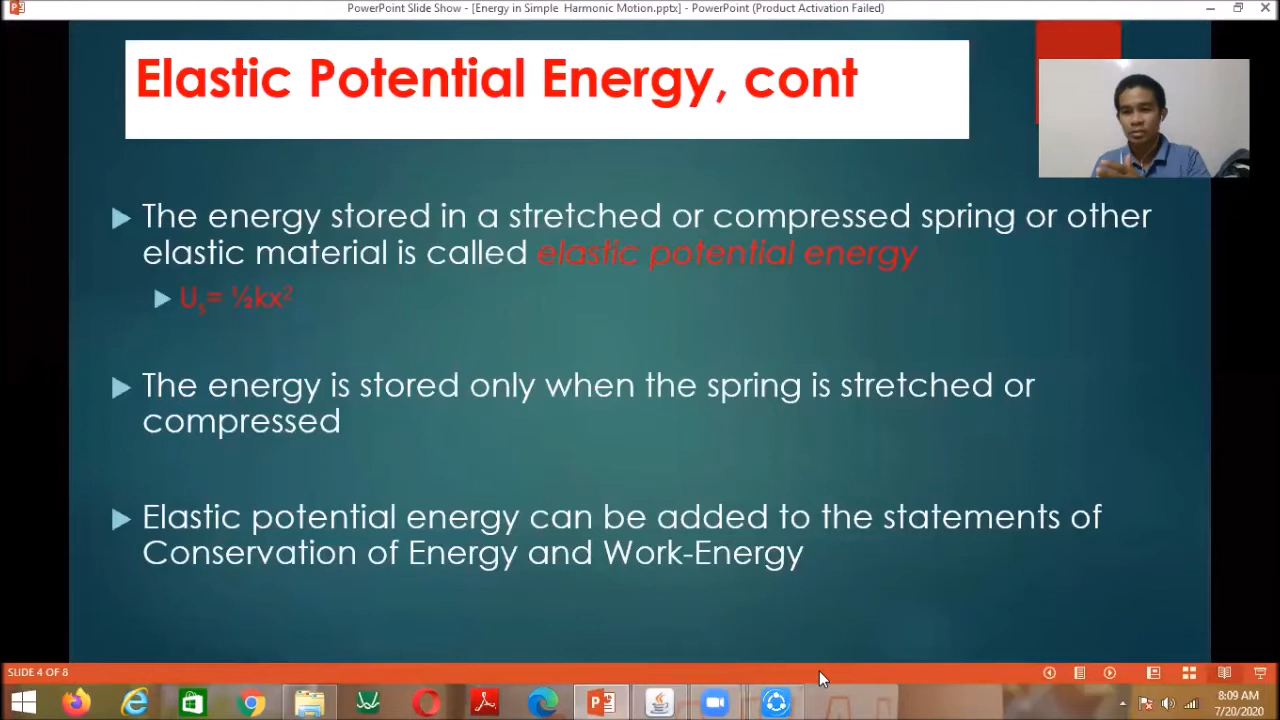 PowerPoint Slide Show - [Energy in Simple Harmonic Motion.pptx] - PowerPoint (Product Activation Failed)
Elastic Potential Energy, cont
The energy stored in a stretched or compressed spring or other
elastic material is called elastic potential energy
Uₛ= ½kx²
The energy is stored only when the spring is stretched or
compressed
Elastic potential energy can be added to the statements of
Conservation of Energy and Work-Energy
SLIDE 4 OF 8
8:09 AM
7/20/2020